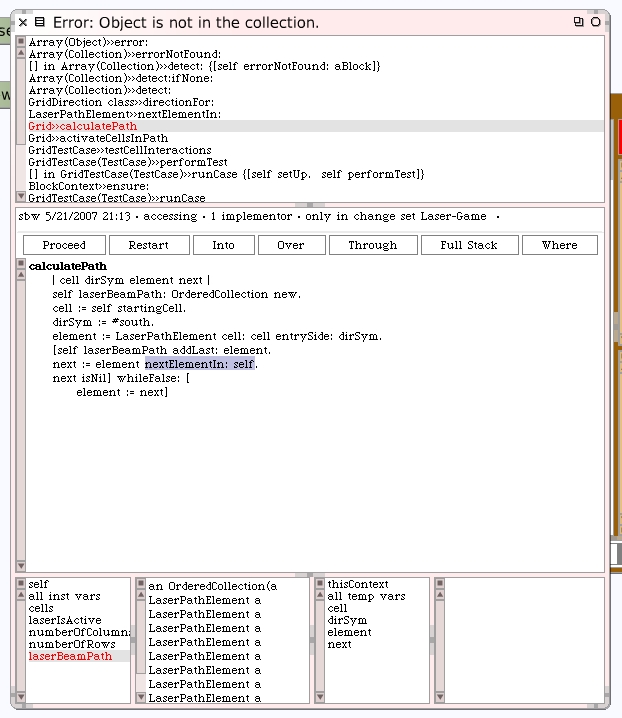 Error: Object is not in the collection.
Array(Object)>>error:
Array(Collection)>>errorNotFound:
[] in Array(Collection)>>detect: {[self errorNotFound: aBlock]}
Array(Collection)>>detect:ifNone:
Array(Collection)>>detect:
GridDirection class>>directionFor:
LaserPathElement>>nextElementIn:
Grid>>calculatePath
Grid>>activateCellsInPath
GridTestCase>>testCellInteractions
GridTestCase(TestCase)>>performTest
[] in GridTestCase(TestCase)>>runCase {[self setUp. self performTest]}
BlockContext>>ensure:
GridTestCase(TestCase)>>runCase
sbw 5/21/2007 21:13 · accessing · 1 implementor · only in change set Laser-Game ·
Proceed Restart Into Over Through Full Stack Where
calculatePath
| cell dirSym element next |
self laserBeamPath: OrderedCollection new.
cell := self startingCell.
dirSym := #south.
element := LaserPathElement cell: cell entrySide: dirSym.
[self laserBeamPath addLast: element.
next := element nextElementIn: self.
next isNil] whileFalse: [
element := next]
self
all inst vars
cells
laserIsActive
numberOfColumns
numberOfRows
laserBeamPath
an OrderedCollection(a
LaserPathElement a
LaserPathElement a
LaserPathElement a
LaserPathElement a
LaserPathElement a
LaserPathElement a
LaserPathElement a
LaserPathElement a
thisContext
all temp vars
cell
dirSym
element
next